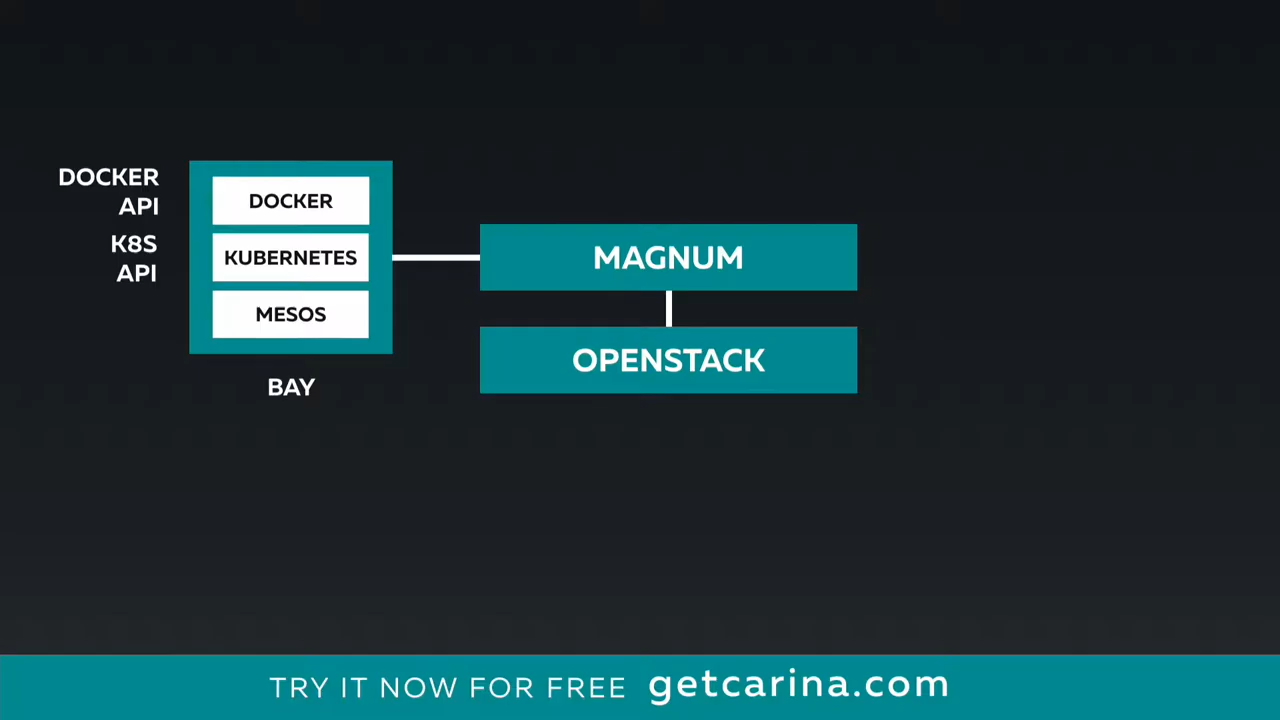 DOCKER
API
K8S
API
DOCKER
KUBERNETES
MESOS
BAY
MAGNUM
OPENSTACK
TRY IT NOW FOR FREE getcarina.com